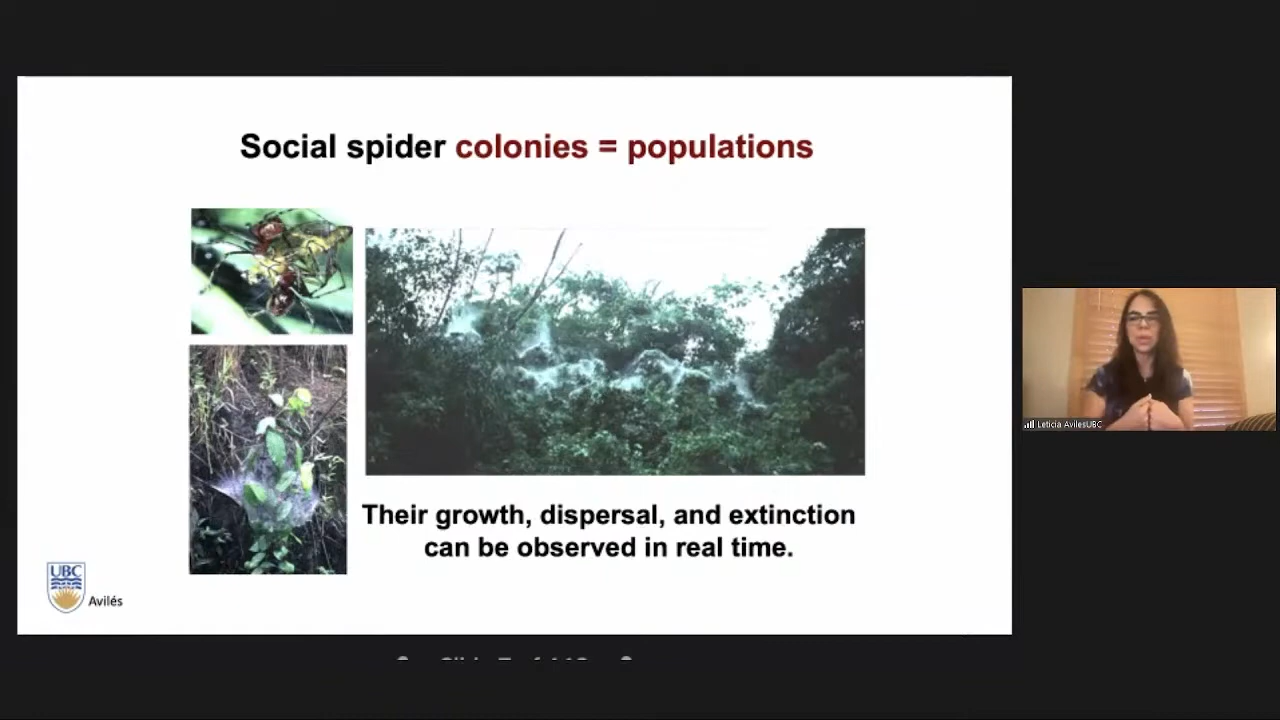 Social spider colonies = populations
Their growth, dispersal, and extinction
can be observed in real time.
UBC
Avilés
Leticia AvilesUBC